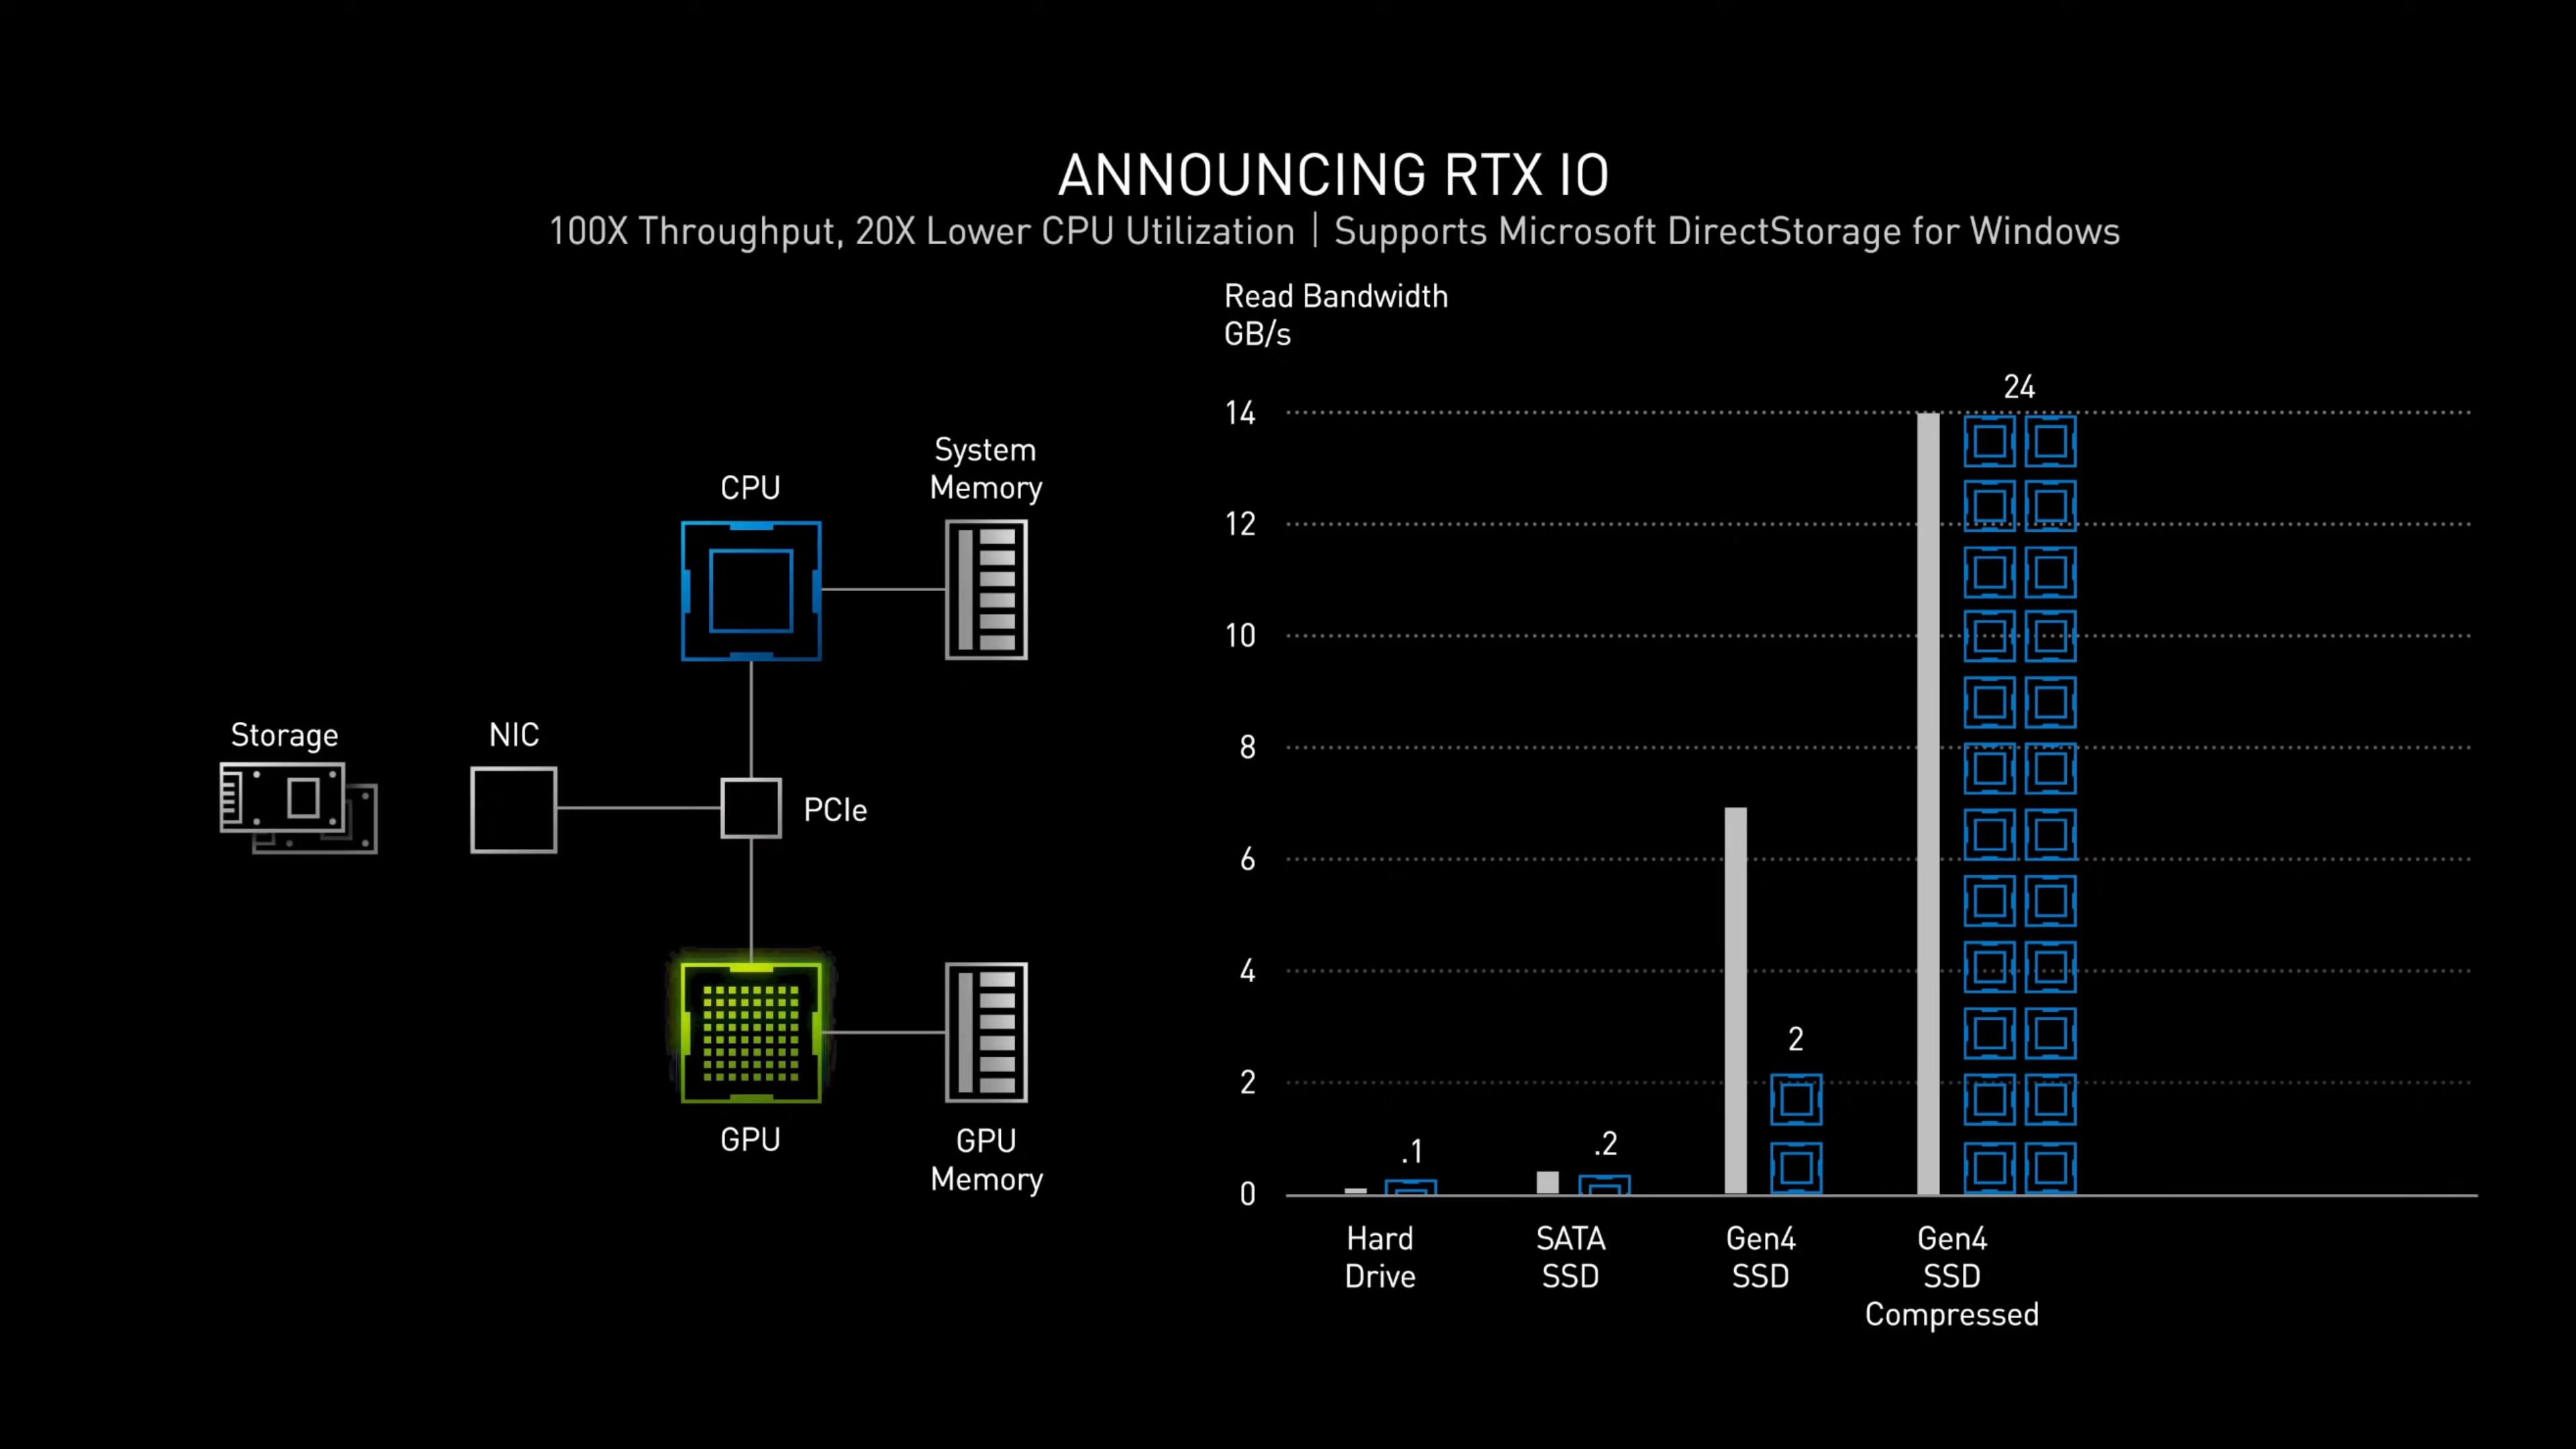 ANNOUNCING RTX IO
100X Throughput, 20X Lower CPU Utilization | Supports Microsoft DirectStorage for Windows
System
Memory
CPU
Storage
NIC
PCIe
GPU
GPU
Memory
Read Bandwidth
GB/s
14
12
10
8
6
4
2
0
.1
.2
2
24
Hard
Drive
SATA
SSD
Gen4
SSD
Gen4
SSD
Compressed